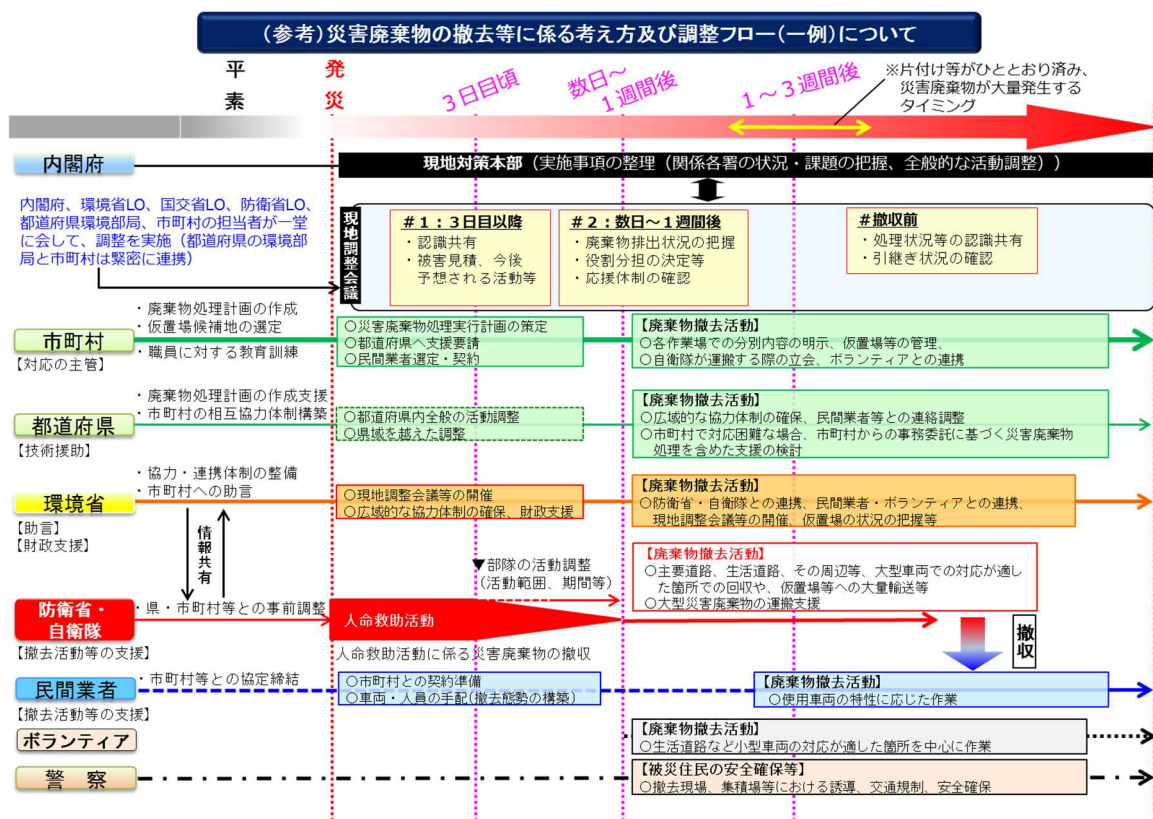 （参考）災害廃棄物の撤去等に係る考え方及び調整フロー（一例）について
平素
発災
３日目頃
数日～
１週間後
１～３週間後
※片付け等がひととおり済み、
災害廃棄物が大量発生する
タイミング
内閣府
現地対策本部（実施事項の整理（関係各署の状況・課題の把握、全般的な活動調整））
内閣府、環境省LO、国交省LO、防衛省LO、
都道府県環境部局、市町村の担当者が一堂
に会して、調整を実施（都道府県の環境部
局と市町村は緊密に連携）
現地調整会議
＃１：３日目以降
・認識共有
・被害見積、今後
予想される活動等
＃２：数日～１週間後
・廃棄物排出状況の把握
・役割分担の決定等
・応援体制の確認
＃撤収前
・処理状況等の認識共有
・引継ぎ状況の確認
市町村
【対応の主管】
・廃棄物処理計画の作成
・仮置場候補地の選定
・職員に対する教育訓練
○災害廃棄物処理実行計画の策定
○都道府県へ支援要請
○民間業者選定・契約
【廃棄物撤去活動】
○各作業場での分別内容の明示、仮置場等の管理、
○自衛隊が運搬する際の立会、ボランティアとの連携
都道府県
【技術援助】
・廃棄物処理計画の作成支援
・市町村の相互協力体制構築
○都道府県内全般の活動調整
○県域を越えた調整
【廃棄物撤去活動】
○広域的な協力体制の確保、民間業者等との連絡調整
○市町村で対応困難な場合、市町村からの事務委託に基づく災害廃棄物
処理を含めた支援の検討
環境省
【助言】
【財政支援】
・協力・連携体制の整備
・市町村への助言
情報共有
○現地調整会議等の開催
○広域的な協力体制の確保、財政支援
【廃棄物撤去活動】
○防衛省・自衛隊との連携、民間業者・ボランティアとの連携、
現地調整会議等の開催、仮置場の状況の把握等
▼部隊の活動調整
（活動範囲、期間等）
【廃棄物撤去活動】
○主要道路、生活道路、その周辺等、大型車両での対応が適し
た箇所での回収や、仮置場等への大量輸送等
○大型災害廃棄物の運搬支援
防衛省・
自衛隊
【撤去活動等の支援】
・県・市町村等との事前調整
人命救助活動
人命救助活動に係る災害廃棄物の撤収
撤収
民間業者
【撤去活動等の支援】
・市町村等との協定締結
○市町村との契約準備
○車両・人員の手配(撤去態勢の構築）
【廃棄物撤去活動】
○使用車両の特性に応じた作業
ボランティア
【廃棄物撤去活動】
○生活道路など小型車両の対応が適した箇所を中心に作業
警察
【被災住民の安全確保等】
○撤去現場、集積場等における誘導、交通規制、安全確保